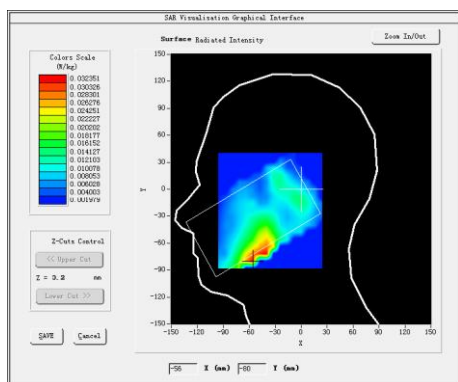 SAR Visualisation Graphical Interface
Surface Radiated Intensity
Zoom In/Out
Colors Scale
(W/kg)
0.032351
0.030326
0.028301
0.026276
0.024251
0.022227
0.020202
0.018177
0.016152
0.014127
0.012103
0.010078
0.008053
0.006028
0.004003
0.001979
Z-Cuts Control
<< Upper Cut
Z = 3.2 mm
Lower Cut >>
SAVE
Cancel
150
120
90
60
30
0
-30
-60
-90
-120
-150
Y
-150 -120 -90 -60 -30 0 30 60 90 120 150
X
-56 X (mm) -80 Y (mm)